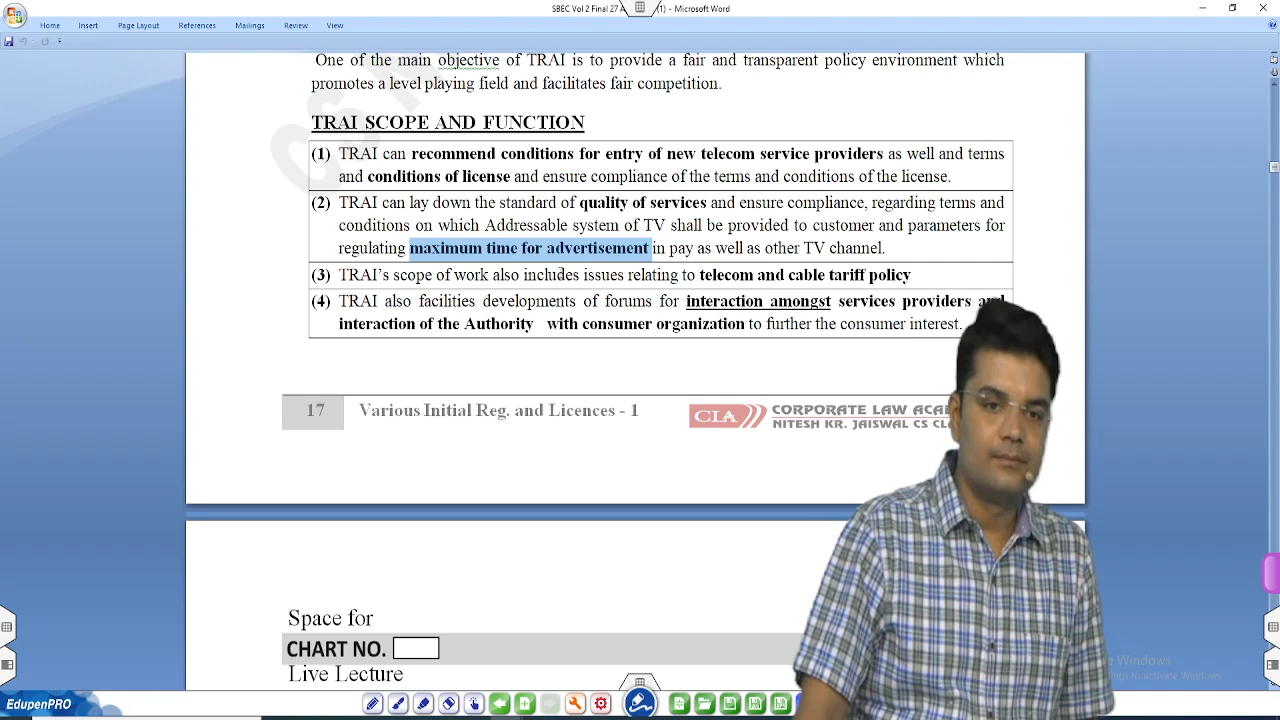 SBEC Vol 2 Final 27 A (1) - Microsoft Word
Home Insert Page Layout References Mailings Review View
One of the main objective of TRAI is to provide a fair and transparent policy environment which
promotes a level playing field and facilitates fair competition.
TRAI SCOPE AND FUNCTION
(1) TRAI can recommend conditions for entry of new telecom service providers as well and terms
and conditions of license and ensure compliance of the terms and conditions of the license.
(2) TRAI can lay down the standard of quality of services and ensure compliance, regarding terms and
conditions on which Addressable system of TV shall be provided to customer and parameters for
regulating maximum time for advertisement in pay as well as other TV channel.
(3) TRAI's scope of work also includes issues relating to telecom and cable tariff policy
(4) TRAI also facilities developments of forums for interaction amongst services providers and
interaction of the Authority with consumer organization to further the consumer interest.
17 Various Initial Reg. and Licences - 1
CIA CORPORATE LAW ACA
NITESH KR. JAISWAL CS CL
Space for
CHART NO.
Live Lecture
Windows
ngs to activate Windows.
EdupenPRO